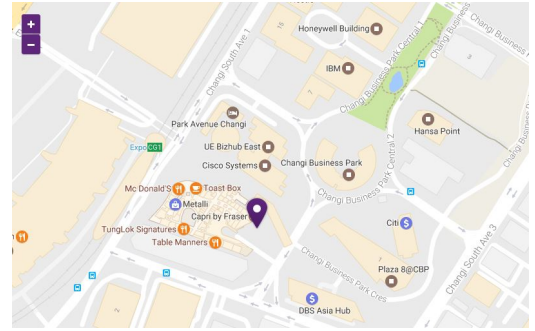 +
−
Honeywell Building
IBM
Changi Business Park Central 1
Changi Business
Changi South Ave 1
Park Avenue Changi
UE Bizhub East
Cisco Systems
Changi Business Park
Hansa Point
Changi Business Park Central 2
Expo CG1
Mc Donald'S
Toast Box
Metalli
Capri by Fraser
TungLok Signatures
Table Manners
Citi
Plaza 8@CBP
Changi South Ave 3
Changi Business Park Cres
DBS Asia Hub